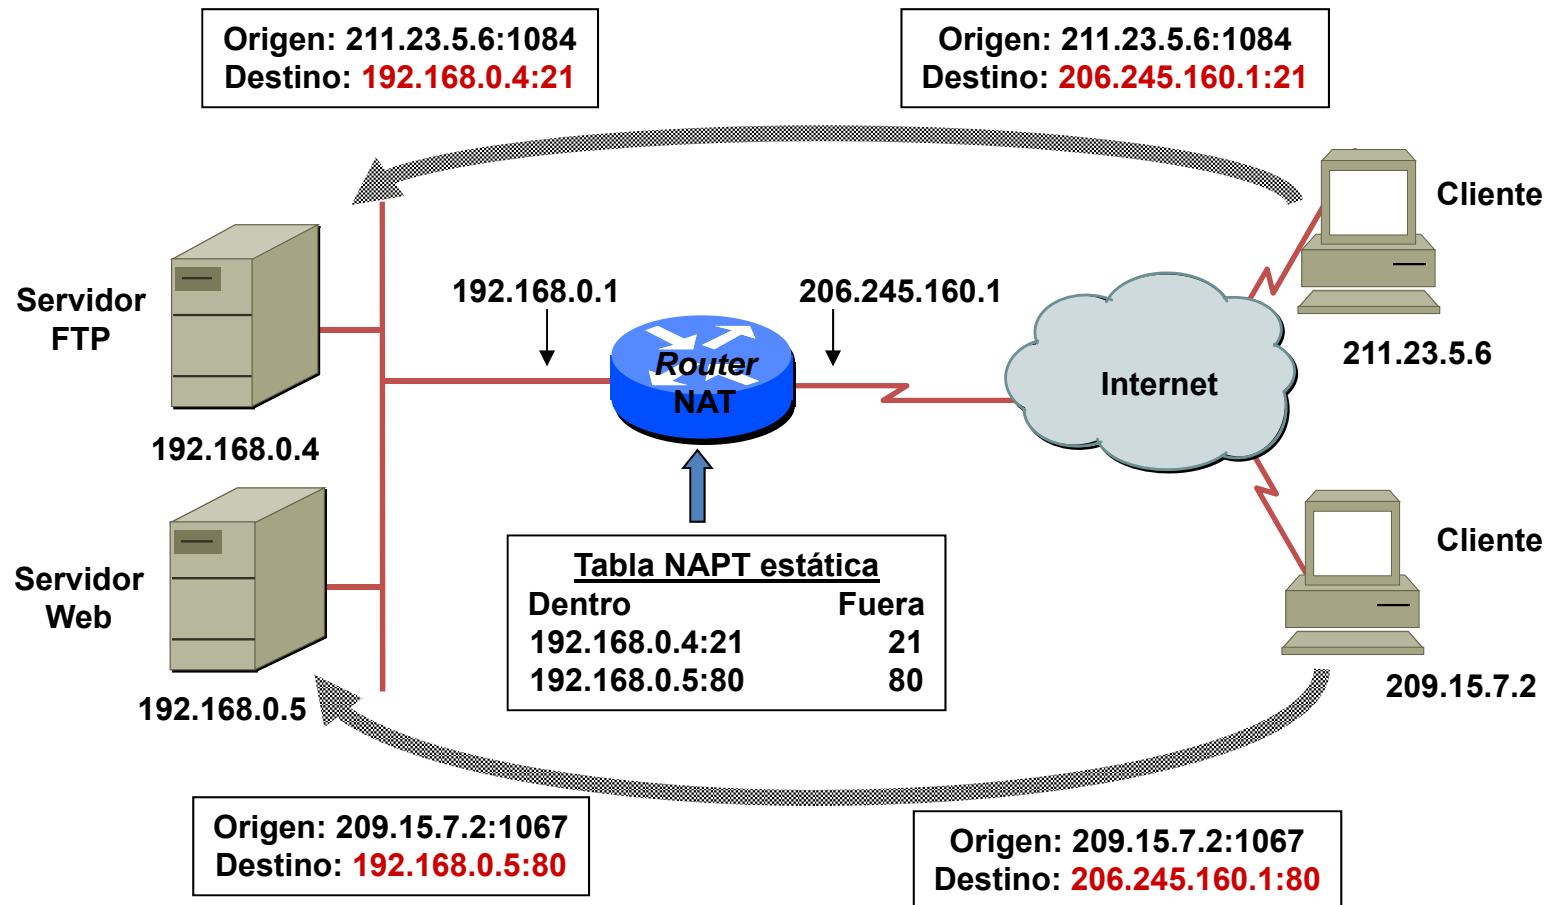 Origen: 211.23.5.6:1084
Destino: 192.168.0.4:21
Origen: 211.23.5.6:1084
Destino: 206.245.160.1:21
Cliente
211.23.5.6
Servidor
FTP
192.168.0.4
192.168.0.1
206.245.160.1
Router
NAT
Internet
Tabla NAPT estática
Dentro Fuera
192.168.0.4:21 21
192.168.0.5:80 80
Servidor
Web
192.168.0.5
Cliente
209.15.7.2
Origen: 209.15.7.2:1067
Destino: 192.168.0.5:80
Origen: 209.15.7.2:1067
Destino: 206.245.160.1:80